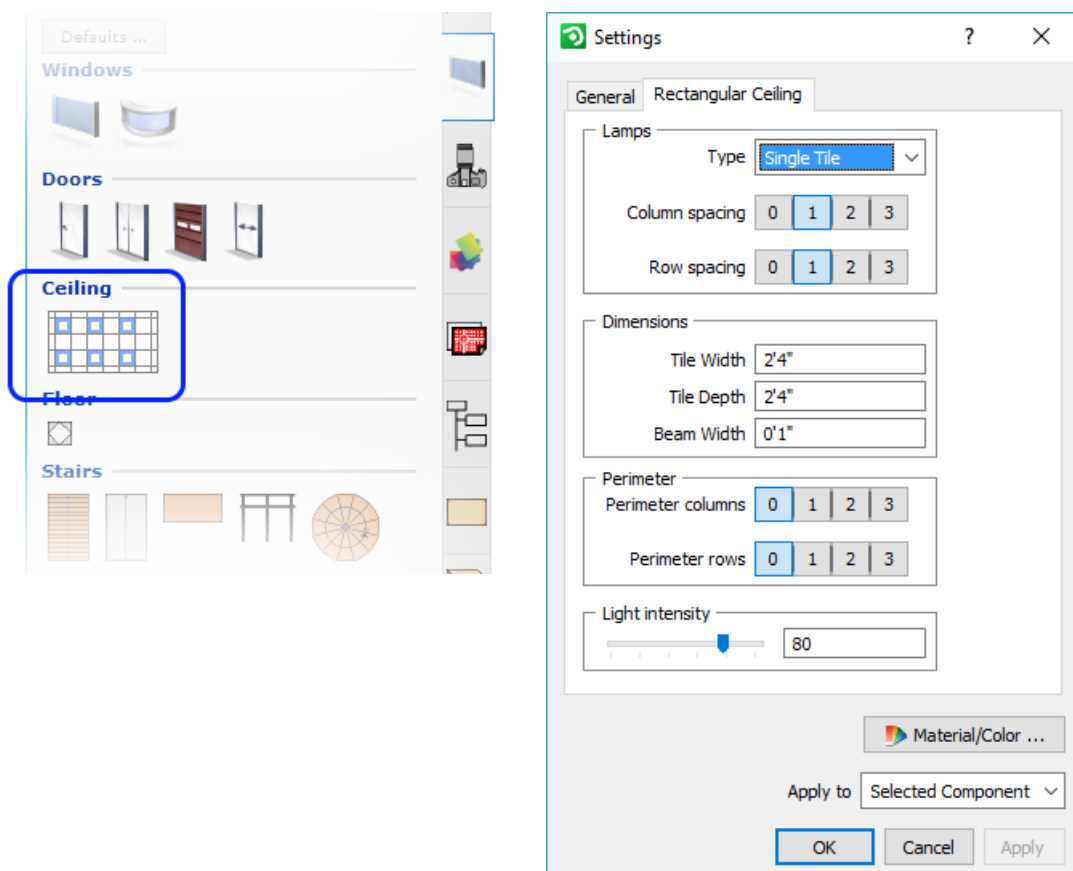 Defaults ...
Windows
Doors
Ceiling
Floor
Stairs
Settings ?
General Rectangular Ceiling
Lamps
Type Single Tile
Column spacing 0 1 2 3
Row spacing 0 1 2 3
Dimensions
Tile Width 2'4"
Tile Depth 2'4"
Beam Width 0'1"
Perimeter
Perimeter columns 0 1 2 3
Perimeter rows 0 1 2 3
Light intensity
80
Material/Color ...
Apply to Selected Component
OK Cancel Apply